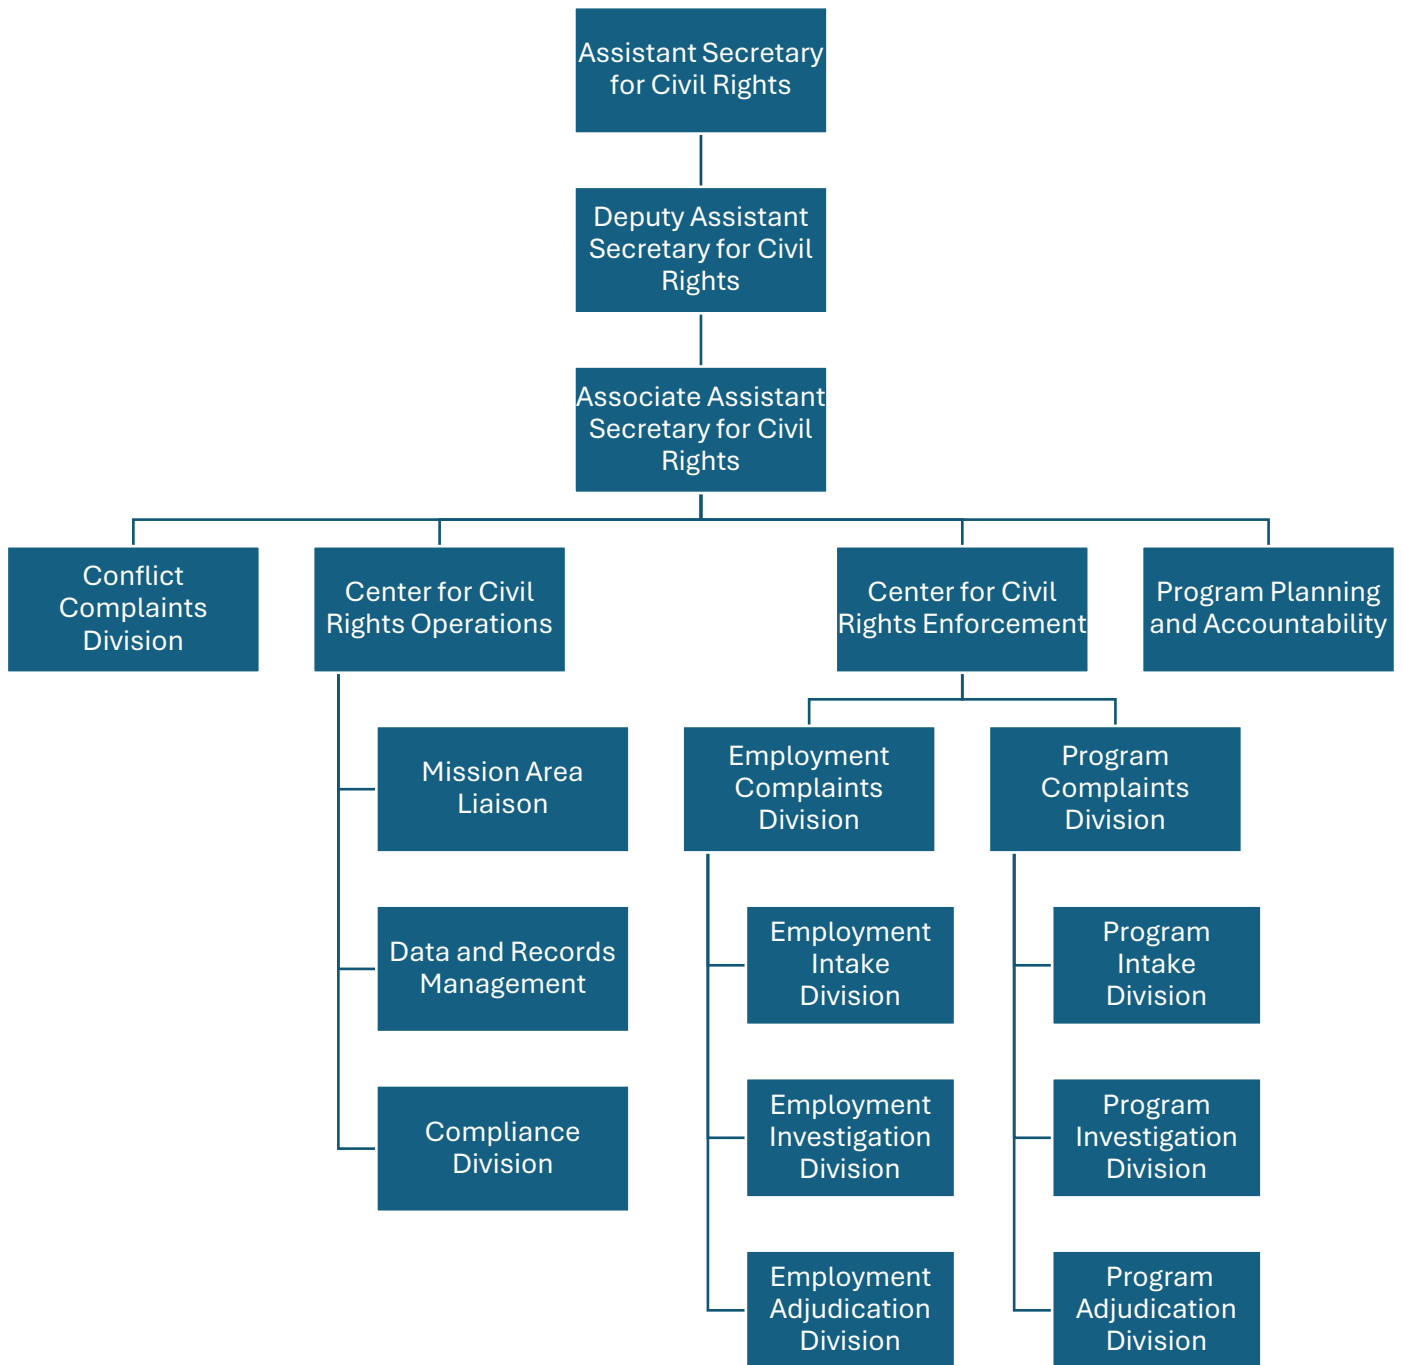 Assistant Secretary
for Civil Rights
Deputy Assistant
Secretary for Civil
Rights
Associate Assistant
Secretary for Civil
Rights
Conflict
Complaints
Division
Center for Civil
Rights Operations
Center for Civil
Rights Enforcement
Program Planning
and Accountability
Mission Area
Liaison
Data and Records
Management
Compliance
Division
Employment
Complaints
Division
Employment
Intake
Division
Employment
Investigation
Division
Employment
Adjudication
Division
Program
Complaints
Division
Program
Intake
Division
Program
Investigation
Division
Program
Adjudication
Division